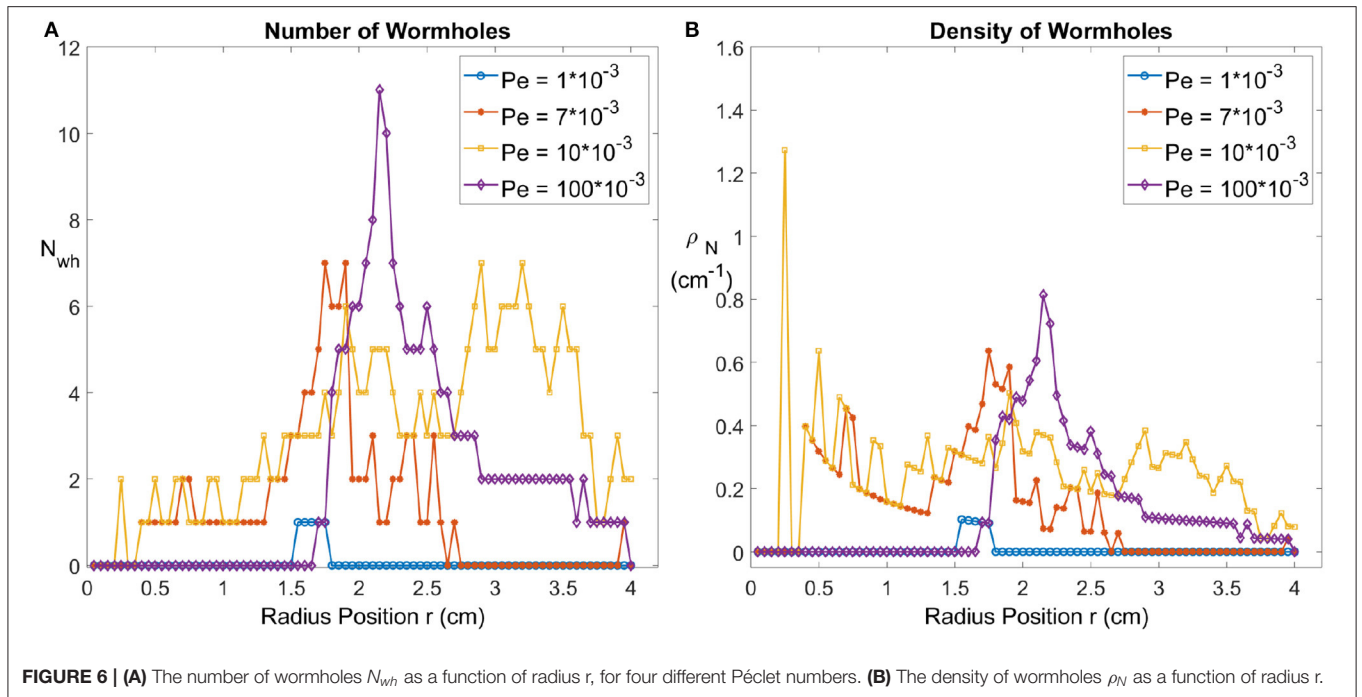 A
Number of Wormholes
12
10
8
6
4
2
0
N_wh
Pe = 1*10^-3
Pe = 7*10^-3
Pe = 10*10^-3
Pe = 100*10^-3
0 0.5 1 1.5 2 2.5 3 3.5 4
Radius Position r (cm)
B
Density of Wormholes
1.6
1.4
1.2
1
0.8
0.6
0.4
0.2
0
ρ_N
(cm^-1)
Pe = 1*10^-3
Pe = 7*10^-3
Pe = 10*10^-3
Pe = 100*10^-3
0 0.5 1 1.5 2 2.5 3 3.5 4
Radius Position r (cm)
FIGURE 6 | (A) The number of wormholes N_wh as a function of radius r, for four different Péclet numbers. (B) The density of wormholes ρ_N as a function of radius r.